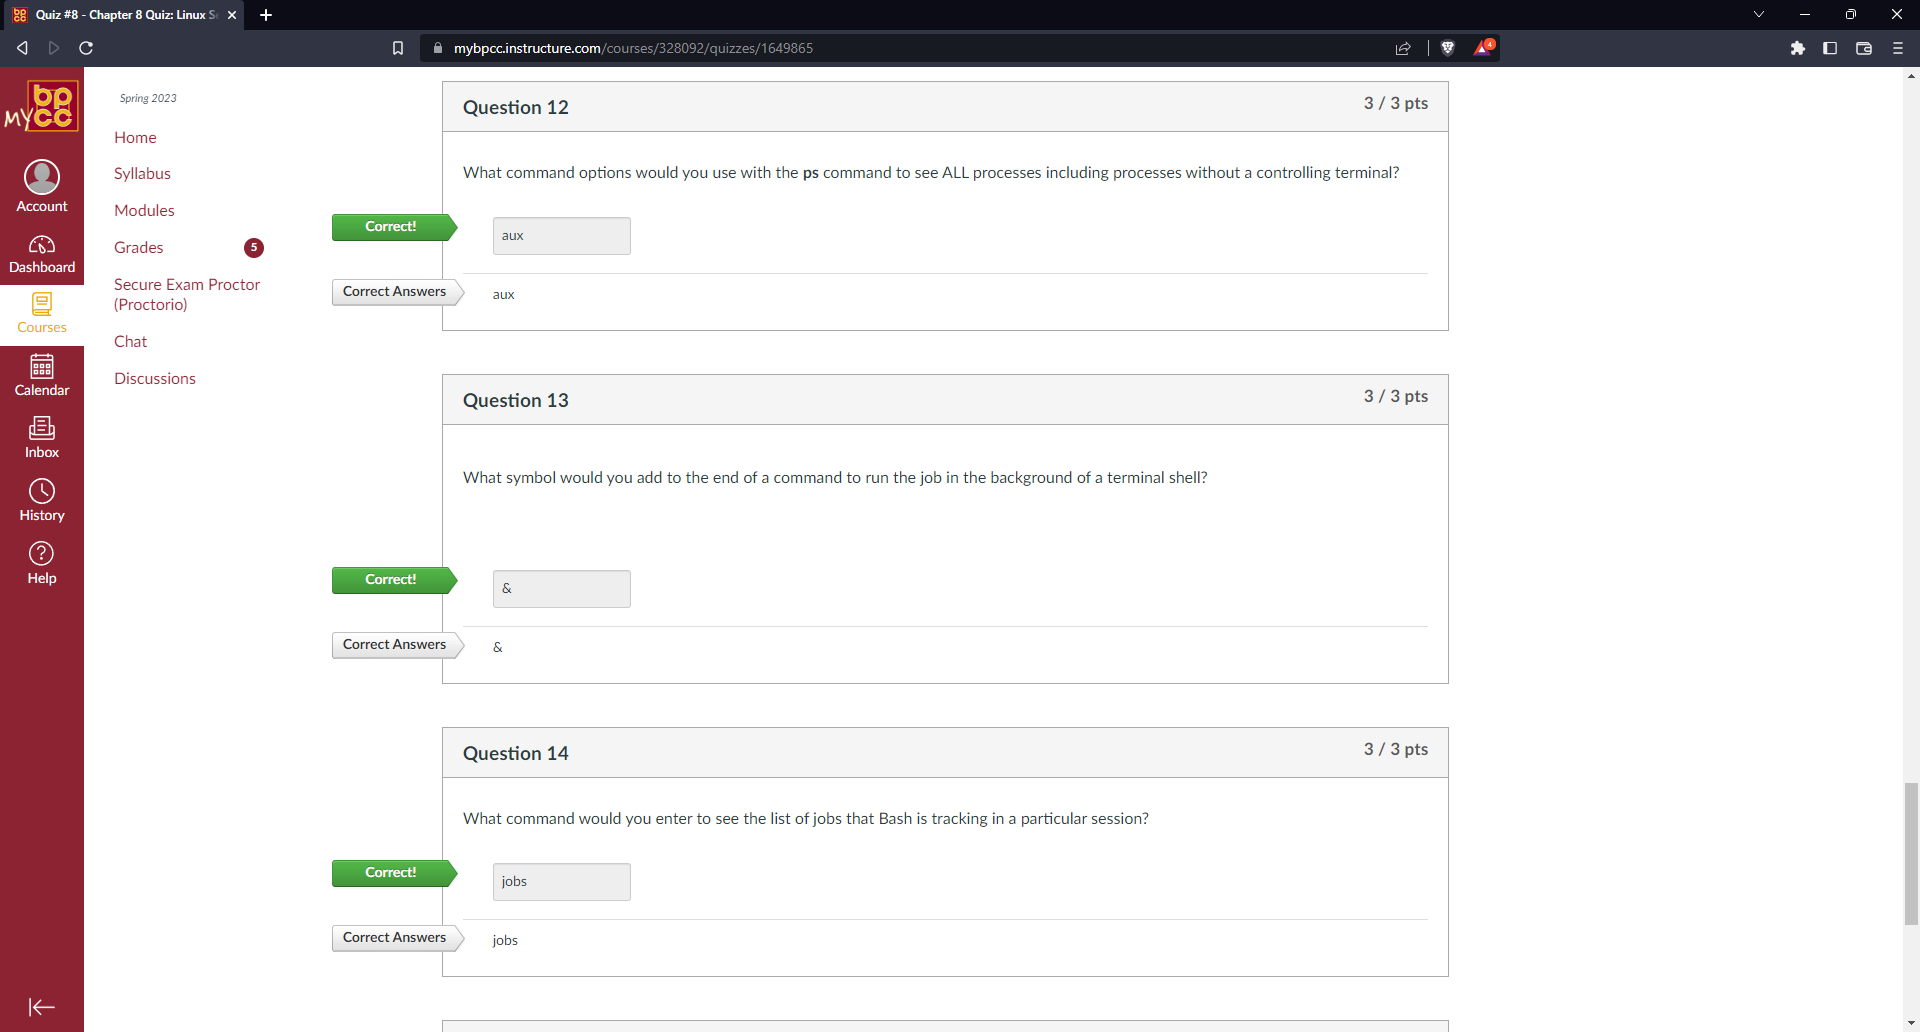 Quiz #8 - Chapter 8 Quiz: Linux S
mybpcc.instructure.com/courses/328092/quizzes/1649865
4
my bpcc
Account
Dashboard
Courses
Calendar
Inbox
History
Help
Spring 2023
Home
Syllabus
Modules
Grades 5
Secure Exam Proctor
(Proctorio)
Chat
Discussions
Question 12 3 / 3 pts
What command options would you use with the ps command to see ALL processes including processes without a controlling terminal?
Correct! aux
Correct Answers aux
Question 13 3 / 3 pts
What symbol would you add to the end of a command to run the job in the background of a terminal shell?
Correct! &
Correct Answers &
Question 14 3 / 3 pts
What command would you enter to see the list of jobs that Bash is tracking in a particular session?
Correct! jobs
Correct Answers jobs